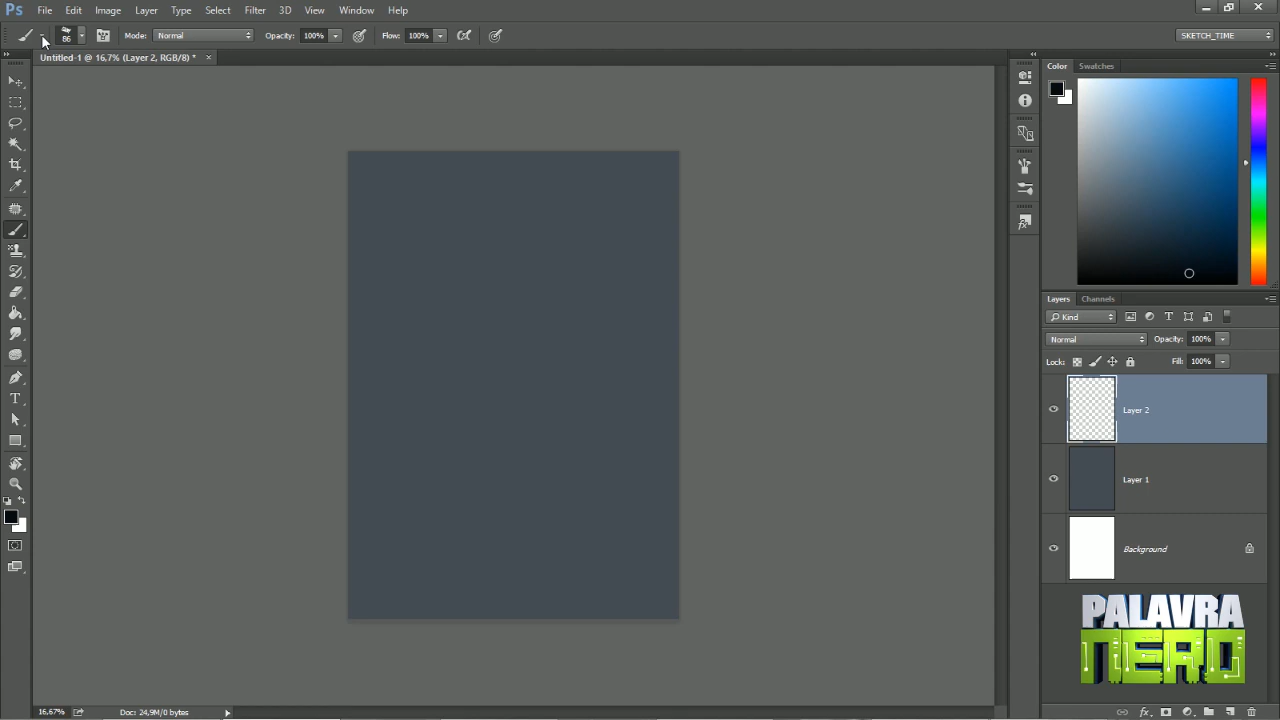 Ps File Edit Image Layer Type Select Filter 3D View Window Help
86 Mode: Normal Opacity: 100% Flow: 100% SKETCH_TIME
Untitled-1 @ 16,7% (Layer 2, RGB/8) *
Color Swatches
Layers Channels
Kind
Normal Opacity: 100%
Lock: Fill: 100%
Layer 2
Layer 1
Background
PALAVRA
NERD
16,67% Doc: 24,9M/0 bytes